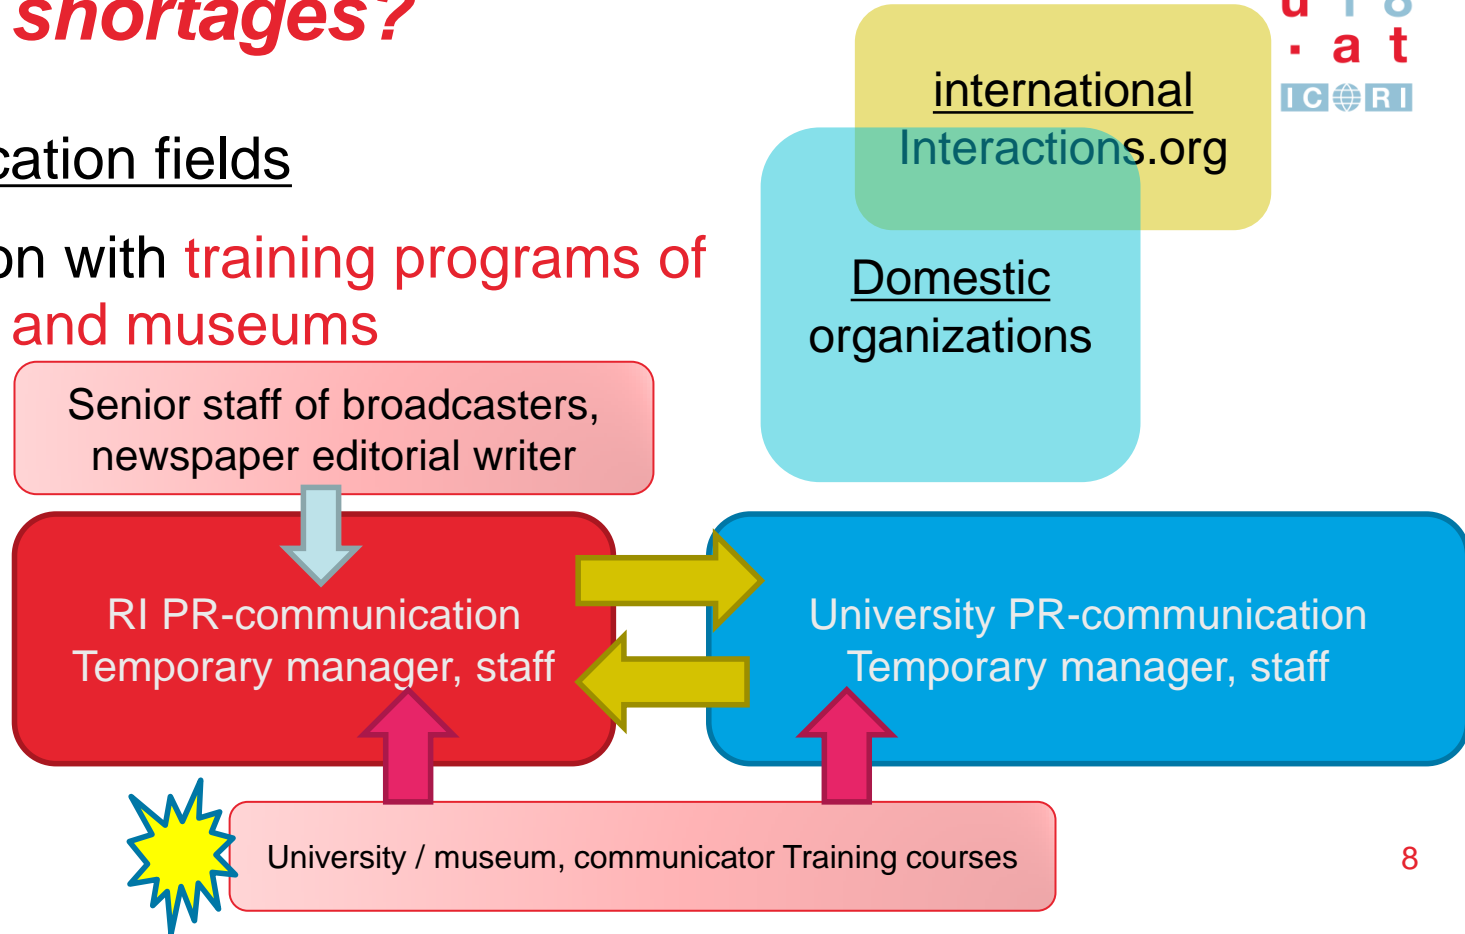 shortages?
cation fields
on with training programs of
and museums
· a t
IC RI
international
Interactions.org
Domestic
organizations
Senior staff of broadcasters,
newspaper editorial writer
RI PR-communication
Temporary manager, staff
University PR-communication
Temporary manager, staff
University / museum, communicator Training courses
8